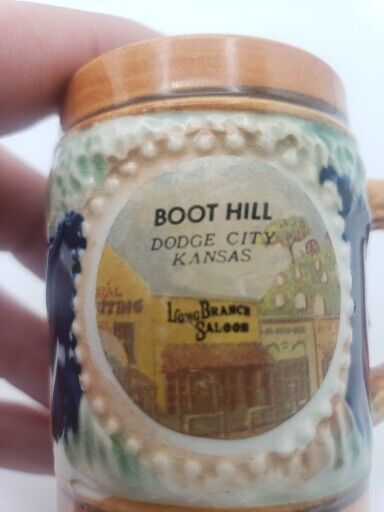 BOOT HILL
DODGE CITY
KANSAS
LONG BRANCH
SALOON